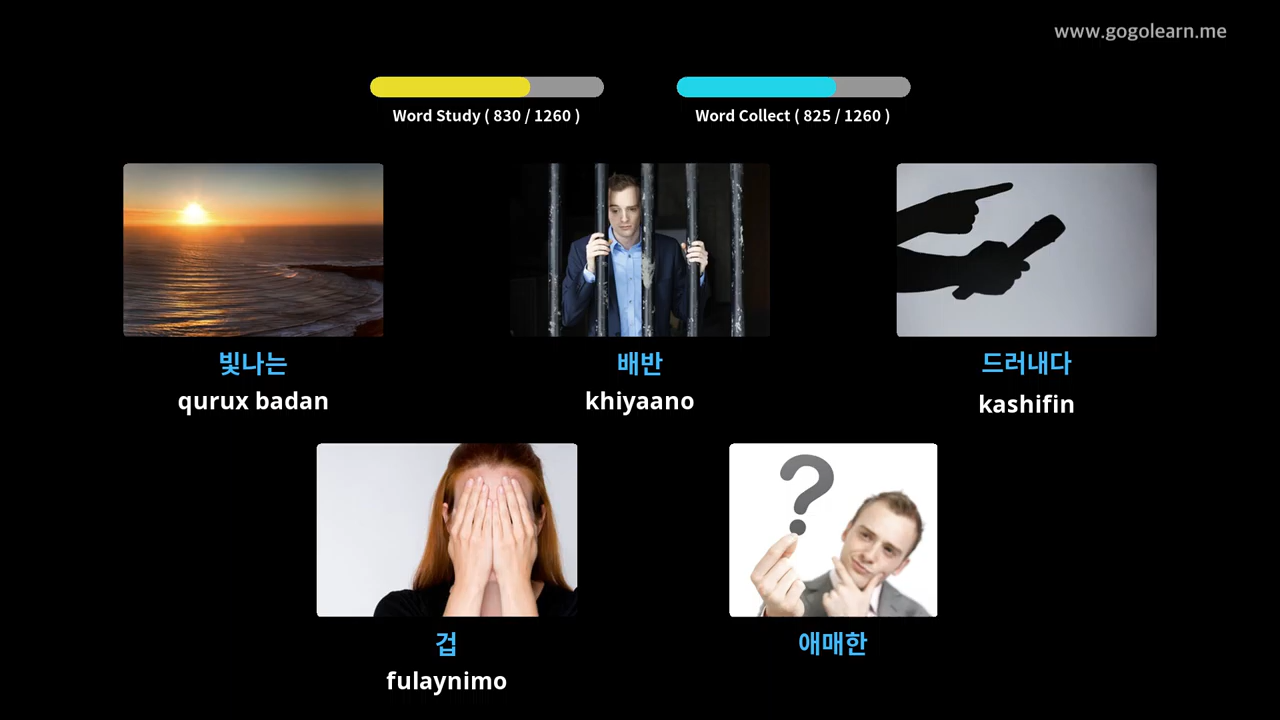 www.gogolearn.me
Word Study ( 830 / 1260 )
Word Collect ( 825 / 1260 )
빛나는
qurux badan
배반
khiyaano
드러내다
kashifin
겁
fulaynimo
애매한